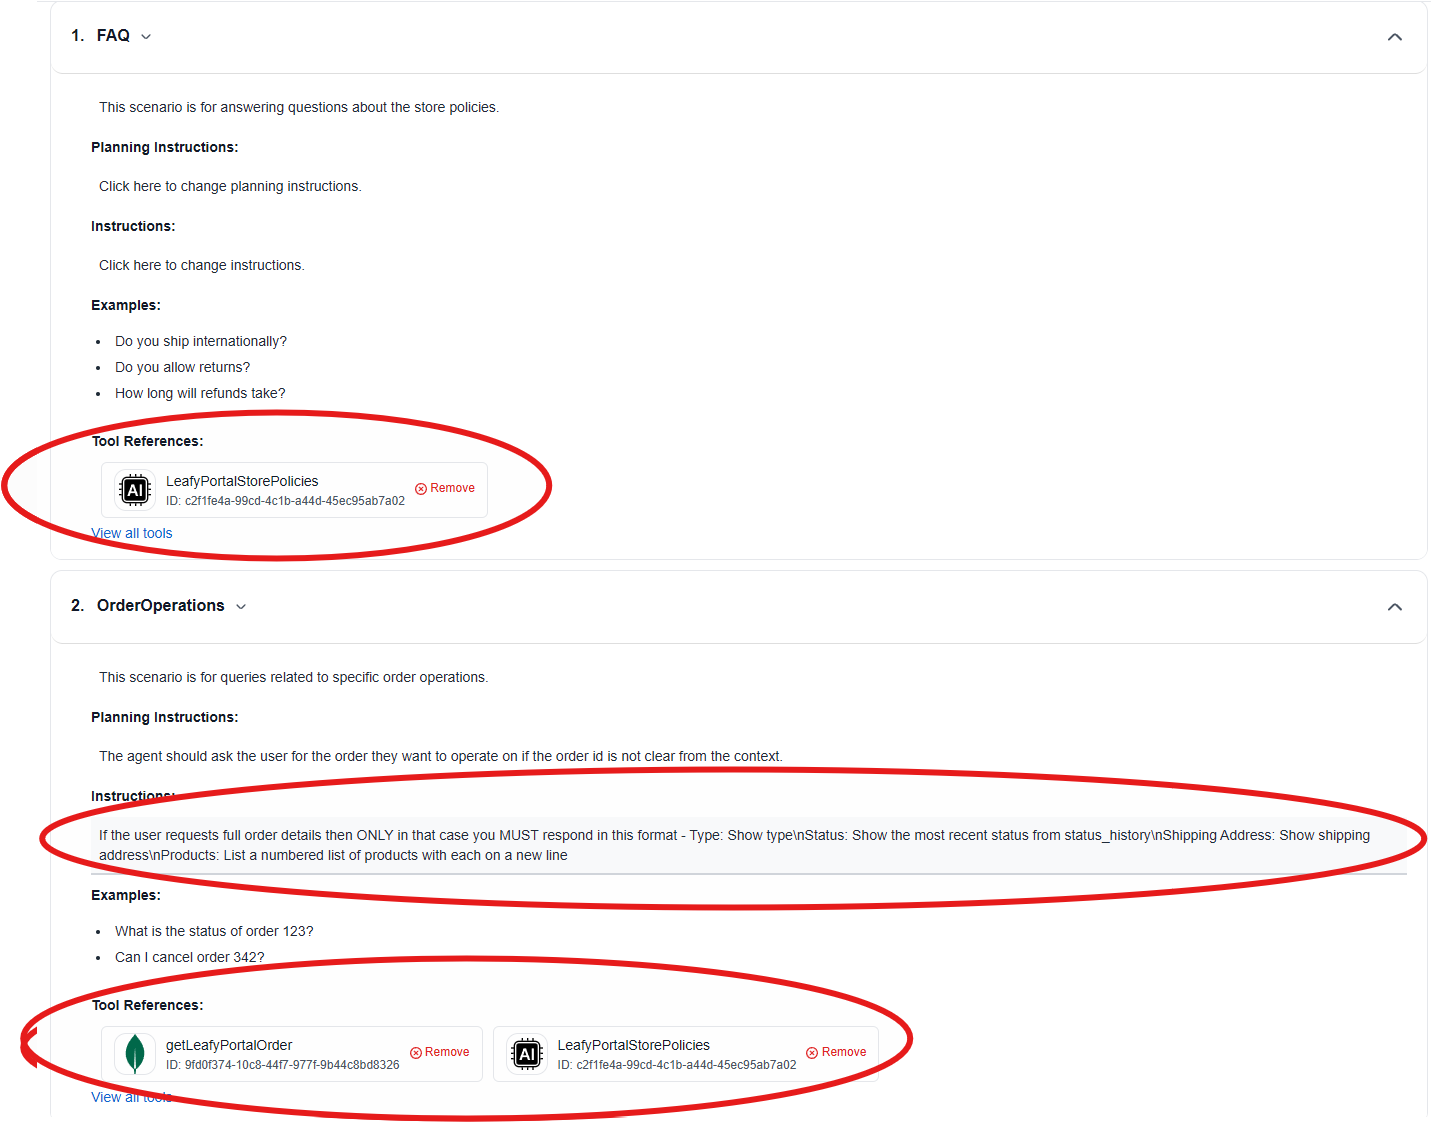 1. FAQ
This scenario is for answering questions about the store policies.
Planning Instructions:
Click here to change planning instructions.
Instructions:
Click here to change instructions.
Examples:
• Do you ship internationally?
• Do you allow returns?
• How long will refunds take?
Tool References:
AI
LeafyPortalStorePolicies
ID: c2f1fe4a-99cd-4c1b-a44d-45ec95ab7a02
Remove
View all tools
2. OrderOperations
This scenario is for queries related to specific order operations.
Planning Instructions:
The agent should ask the user for the order they want to operate on if the order id is not clear from the context.
Instructions:
If the user requests full order details then ONLY in that case you MUST respond in this format - Type: Show type\nStatus: Show the most recent status from status_history\nShipping Address: Show shipping
address\nProducts: List a numbered list of products with each on a new line
Examples:
• What is the status of order 123?
• Can I cancel order 342?
Tool References:
getLeafyPortalOrder
ID: 9fd0f374-10c8-44f7-977f-9b44c8bd8326
Remove
AI
LeafyPortalStorePolicies
ID: c2f1fe4a-99cd-4c1b-a44d-45ec95ab7a02
Remove
View all tools